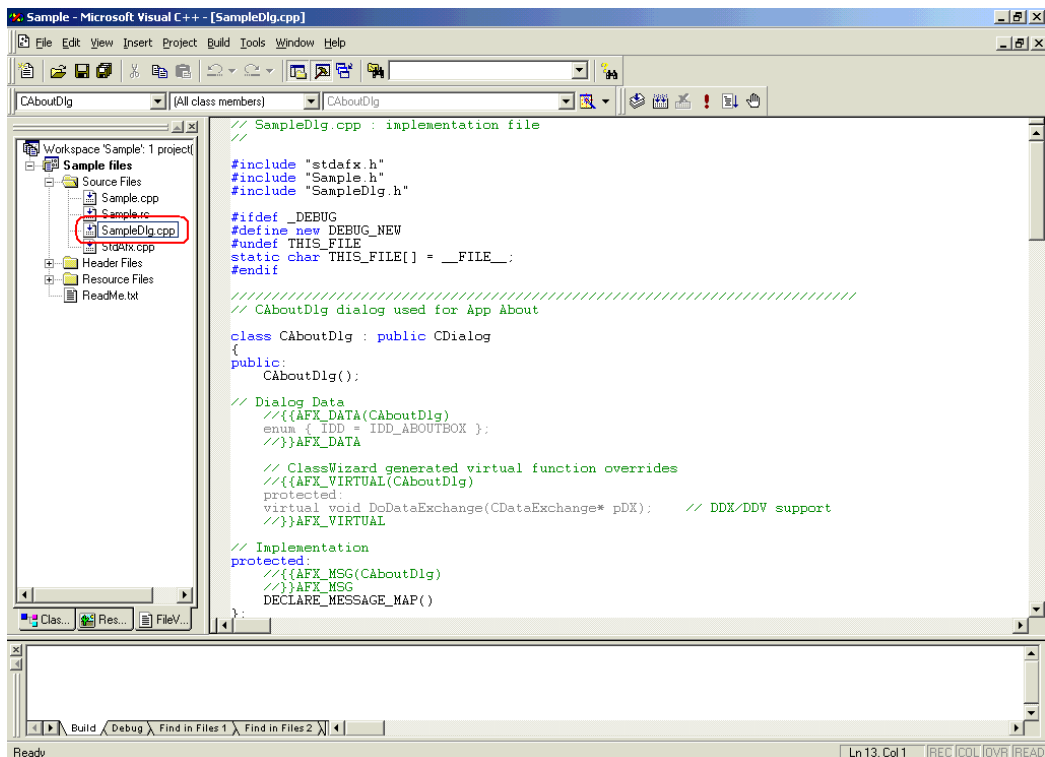 Sample - Microsoft Visual C++ - [SampleDlg.cpp]
File Edit View Insert Project Build Tools Window Help
CAboutDlg (All class members) CAboutDlg
Workspace 'Sample': 1 project(
Sample files
Source Files
Sample.cpp
Sample.rc
SampleDlg.cpp
StdAfx.cpp
Header Files
Resource Files
ReadMe.txt
Clas... Res... FileV...
// SampleDlg.cpp : implementation file
//
#include "stdafx.h"
#include "Sample.h"
#include "SampleDlg.h"
#ifdef _DEBUG
#define new DEBUG_NEW
#undef THIS_FILE
static char THIS_FILE[] = __FILE__;
#endif
/////////////////////////////////////////////////////////////////////////////
// CAboutDlg dialog used for App About
class CAboutDlg : public CDialog
{
public:
CAboutDlg();
// Dialog Data
//{{AFX_DATA(CAboutDlg)
enum { IDD = IDD_ABOUTBOX };
//}}AFX_DATA
// ClassWizard generated virtual function overrides
//{{AFX_VIRTUAL(CAboutDlg)
protected:
virtual void DoDataExchange(CDataExchange* pDX); // DDX/DDV support
//}}AFX_VIRTUAL
// Implementation
protected:
//{{AFX_MSG(CAboutDlg)
//}}AFX_MSG
DECLARE_MESSAGE_MAP()
};
Build Debug Find in Files 1 Find in Files 2
Ready Ln 13, Col 1 REC COL OVR READ